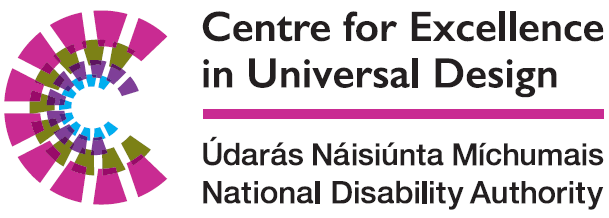 Centre for Excellence
in Universal Design
Údarás Náisiúnta Míchumais
National Disability Authority